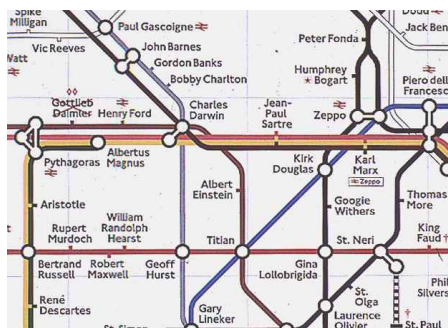 Spike
Milligan
Paul Gascoigne
Vic Reeves
John Barnes
Gordon Banks
Bobby Charlton
Peter Fonda
Jack Ben
Watt
Humphrey
Bogart
Piero dell
Francesc
Gottlieb
Daimler
Henry Ford
Charles
Darwin
Jean-
Paul
Sartre
Zeppo
Pythagoras
Albertus
Magnus
Kirk
Douglas
Karl
Marx
Zeppo
Albert
Einstein
Aristotle
Googie
Withers
Thomas
More
Rupert
Murdoch
William
Randolph
Hearst
Titian
St. Neri
King
Faud
Bertrand
Russell
Robert
Maxwell
Geoff
Hurst
Gina
Lollobrigida
René
Descartes
Gary
Lineker
St.
Olga
Phil
Silvers
Laurence
Olivier
St. Simon
St. Paul